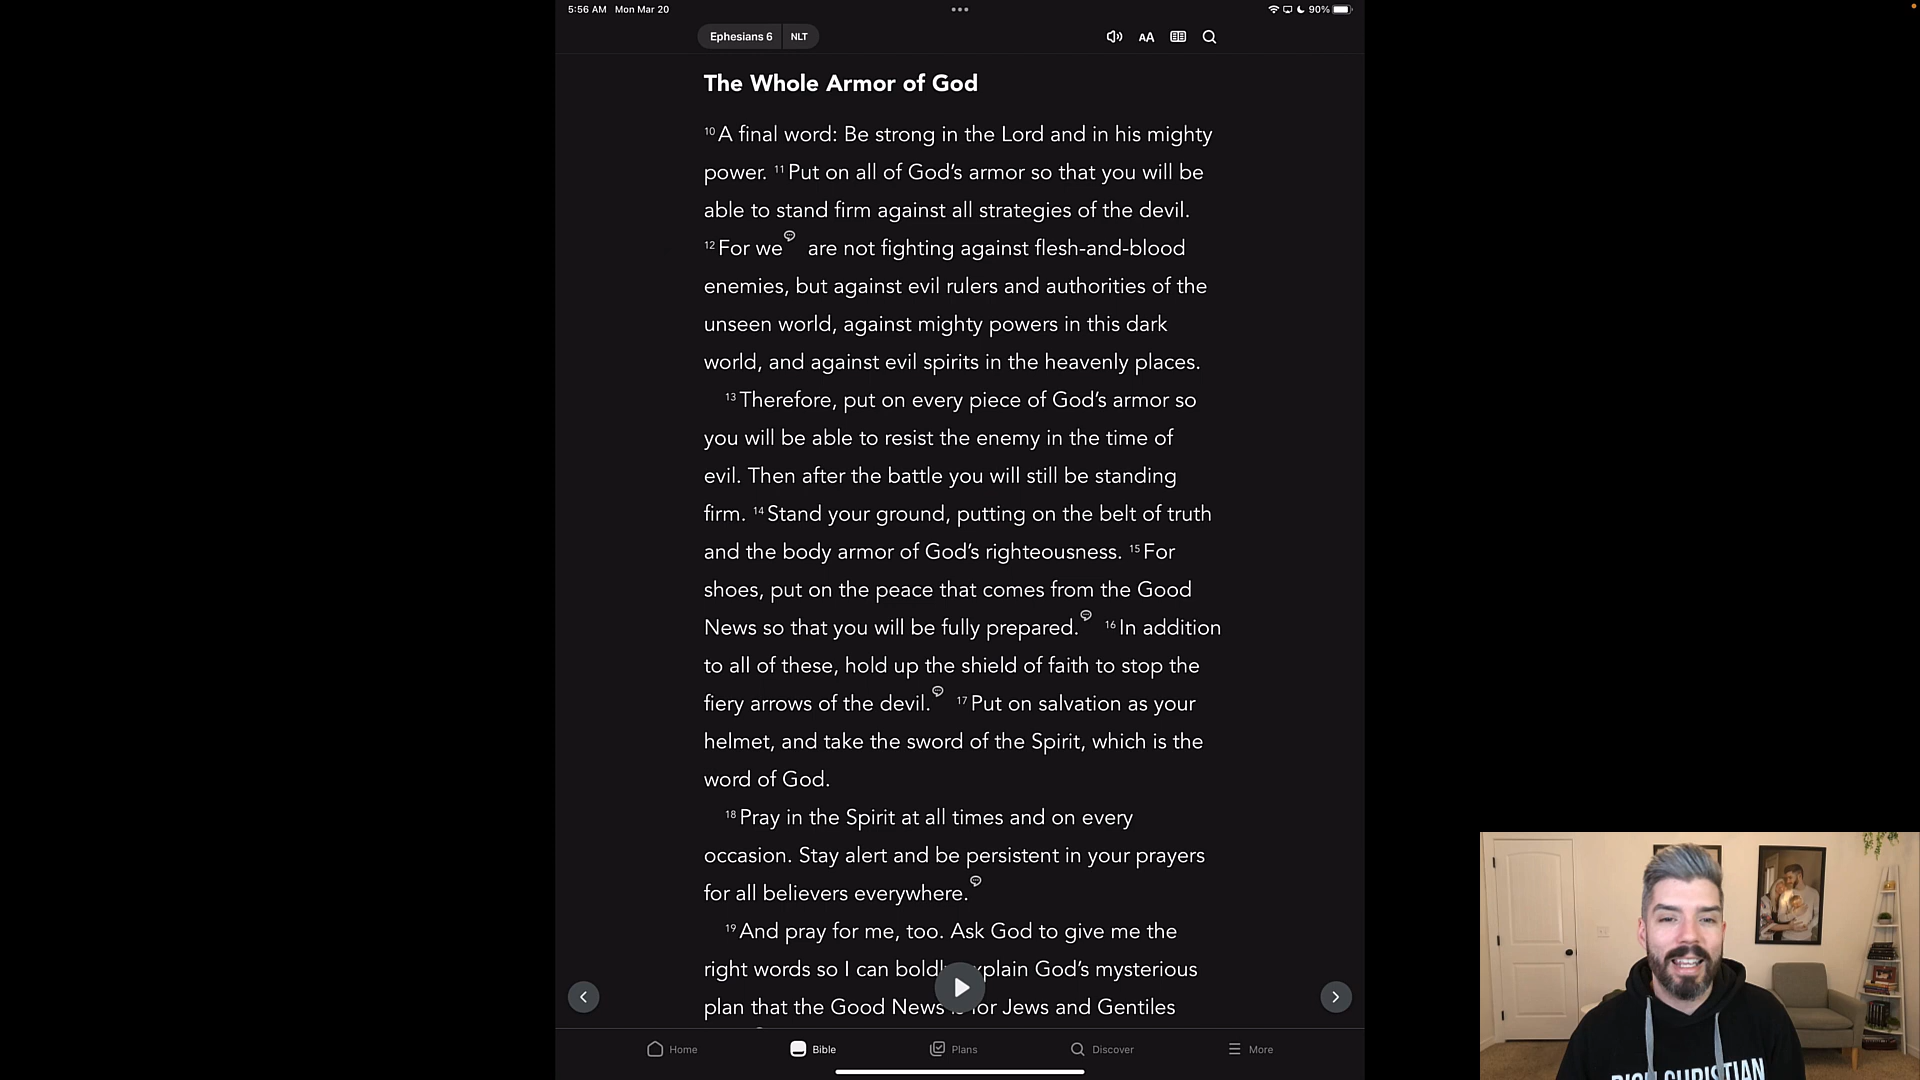 5:56 AM Mon Mar 20
90%
Ephesians 6 NLT
AA
The Whole Armor of God
10 A final word: Be strong in the Lord and in his mighty
power. 11 Put on all of God’s armor so that you will be
able to stand firm against all strategies of the devil.
12 For we are not fighting against flesh-and-blood
enemies, but against evil rulers and authorities of the
unseen world, against mighty powers in this dark
world, and against evil spirits in the heavenly places.
13 Therefore, put on every piece of God’s armor so
you will be able to resist the enemy in the time of
evil. Then after the battle you will still be standing
firm. 14 Stand your ground, putting on the belt of truth
and the body armor of God’s righteousness. 15 For
shoes, put on the peace that comes from the Good
News so that you will be fully prepared. 16 In addition
to all of these, hold up the shield of faith to stop the
fiery arrows of the devil. 17 Put on salvation as your
helmet, and take the sword of the Spirit, which is the
word of God.
18 Pray in the Spirit at all times and on every
occasion. Stay alert and be persistent in your prayers
for all believers everywhere.
19 And pray for me, too. Ask God to give me the
right words so I can boldly explain God’s mysterious
plan that the Good News is for Jews and Gentiles
Home Bible Plans Discover More
CHRISTIAN